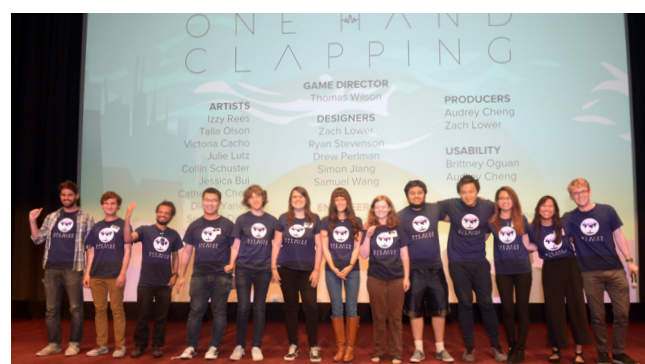 ONE HAND
CLAPPING
GAME DIRECTOR
Thomas Wilson
ARTISTS
Izzy Rees
Talia Olson
Victoria Cacho
Julie Lutz
Collin Schuster
Jessica Bui
DESIGNERS
Zach Lower
Ryan Stevenson
Drew Perlman
Simon Jiang
Samuel Wang
PRODUCERS
Audrey Cheng
Zach Lower
USABILITY
Brittney Oguan
Audrey Cheng